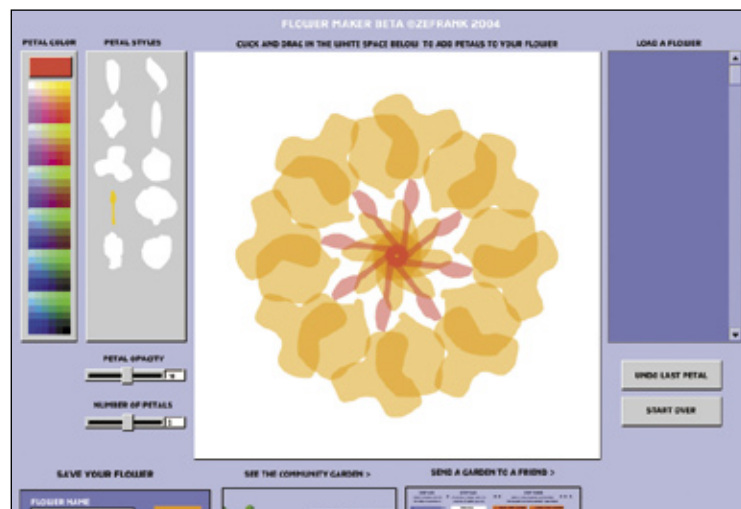 FLOWER MAKER BETA ©ZEFRANK 2004
PETAL COLOR
PETAL STYLES
CLICK AND DRAG IN THE WHITE SPACE BELOW TO ADD PETALS TO YOUR FLOWER
LOAD A FLOWER
PETAL OPACITY
NUMBER OF PETALS
UNDO LAST PETAL
START OVER
SAVE YOUR FLOWER
SEE THE COMMUNITY GARDEN >
SEND A GARDEN TO A FRIEND >
FLOWER NAME